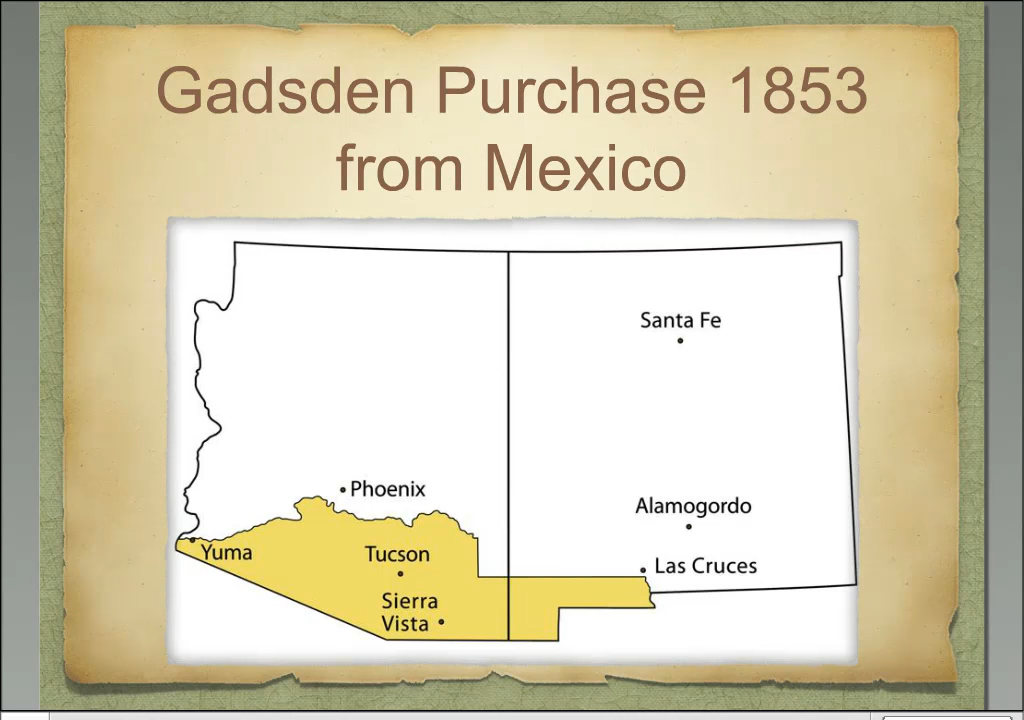 Gadsden Purchase 1853
from Mexico
Santa Fe
Phoenix
Alamogordo
Yuma
Tucson
Las Cruces
Sierra
Vista